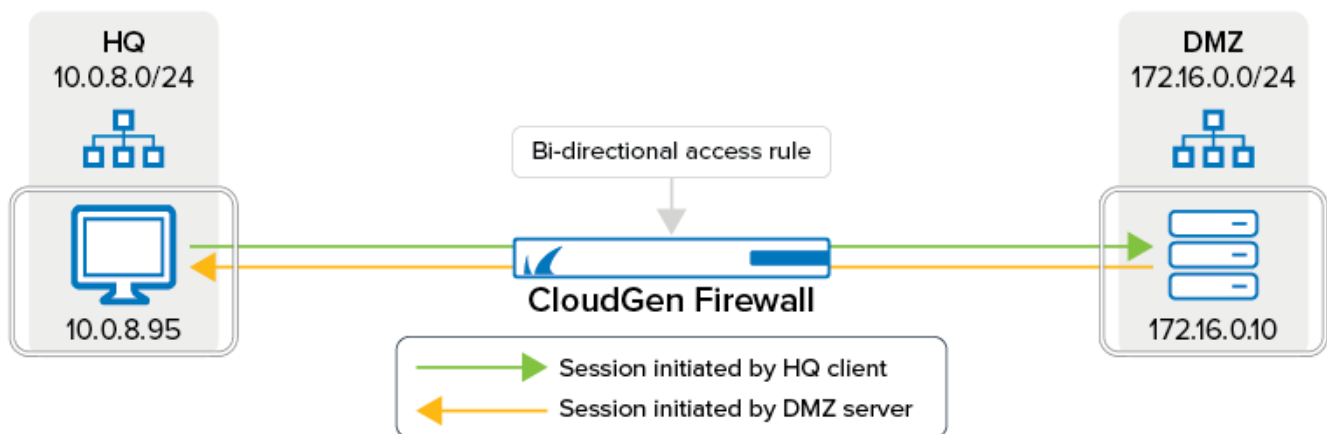 HQ
10.0.8.0/24
DMZ
172.16.0.0/24
Bi-directional access rule
CloudGen Firewall
10.0.8.95
172.16.0.10
Session initiated by HQ client
Session initiated by DMZ server